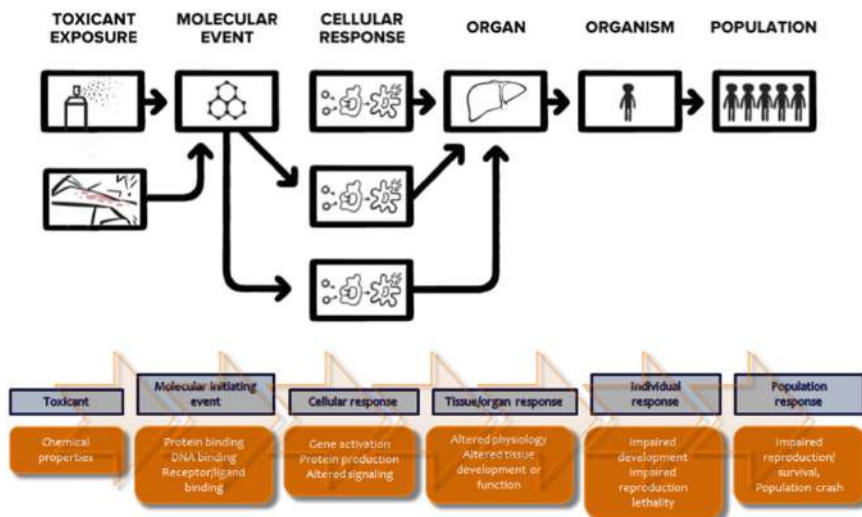 TOXICANT
EXPOSURE
MOLECULAR
EVENT
CELLULAR
RESPONSE
ORGAN
ORGANISM
POPULATION
Toxicant
Molecular initiating
event
Cellular response
Tissue/organ response
Individual
response
Population
response
Chemical
properties
Protein binding
DNA binding
Receptor/ligand
binding
Gene activation
Protein production
Altered signaling
Altered physiology
Altered tissue
development or
function
Impaired
development
Impaired
reproduction
lethality
Impaired
reproduction/
survival,
Population crash